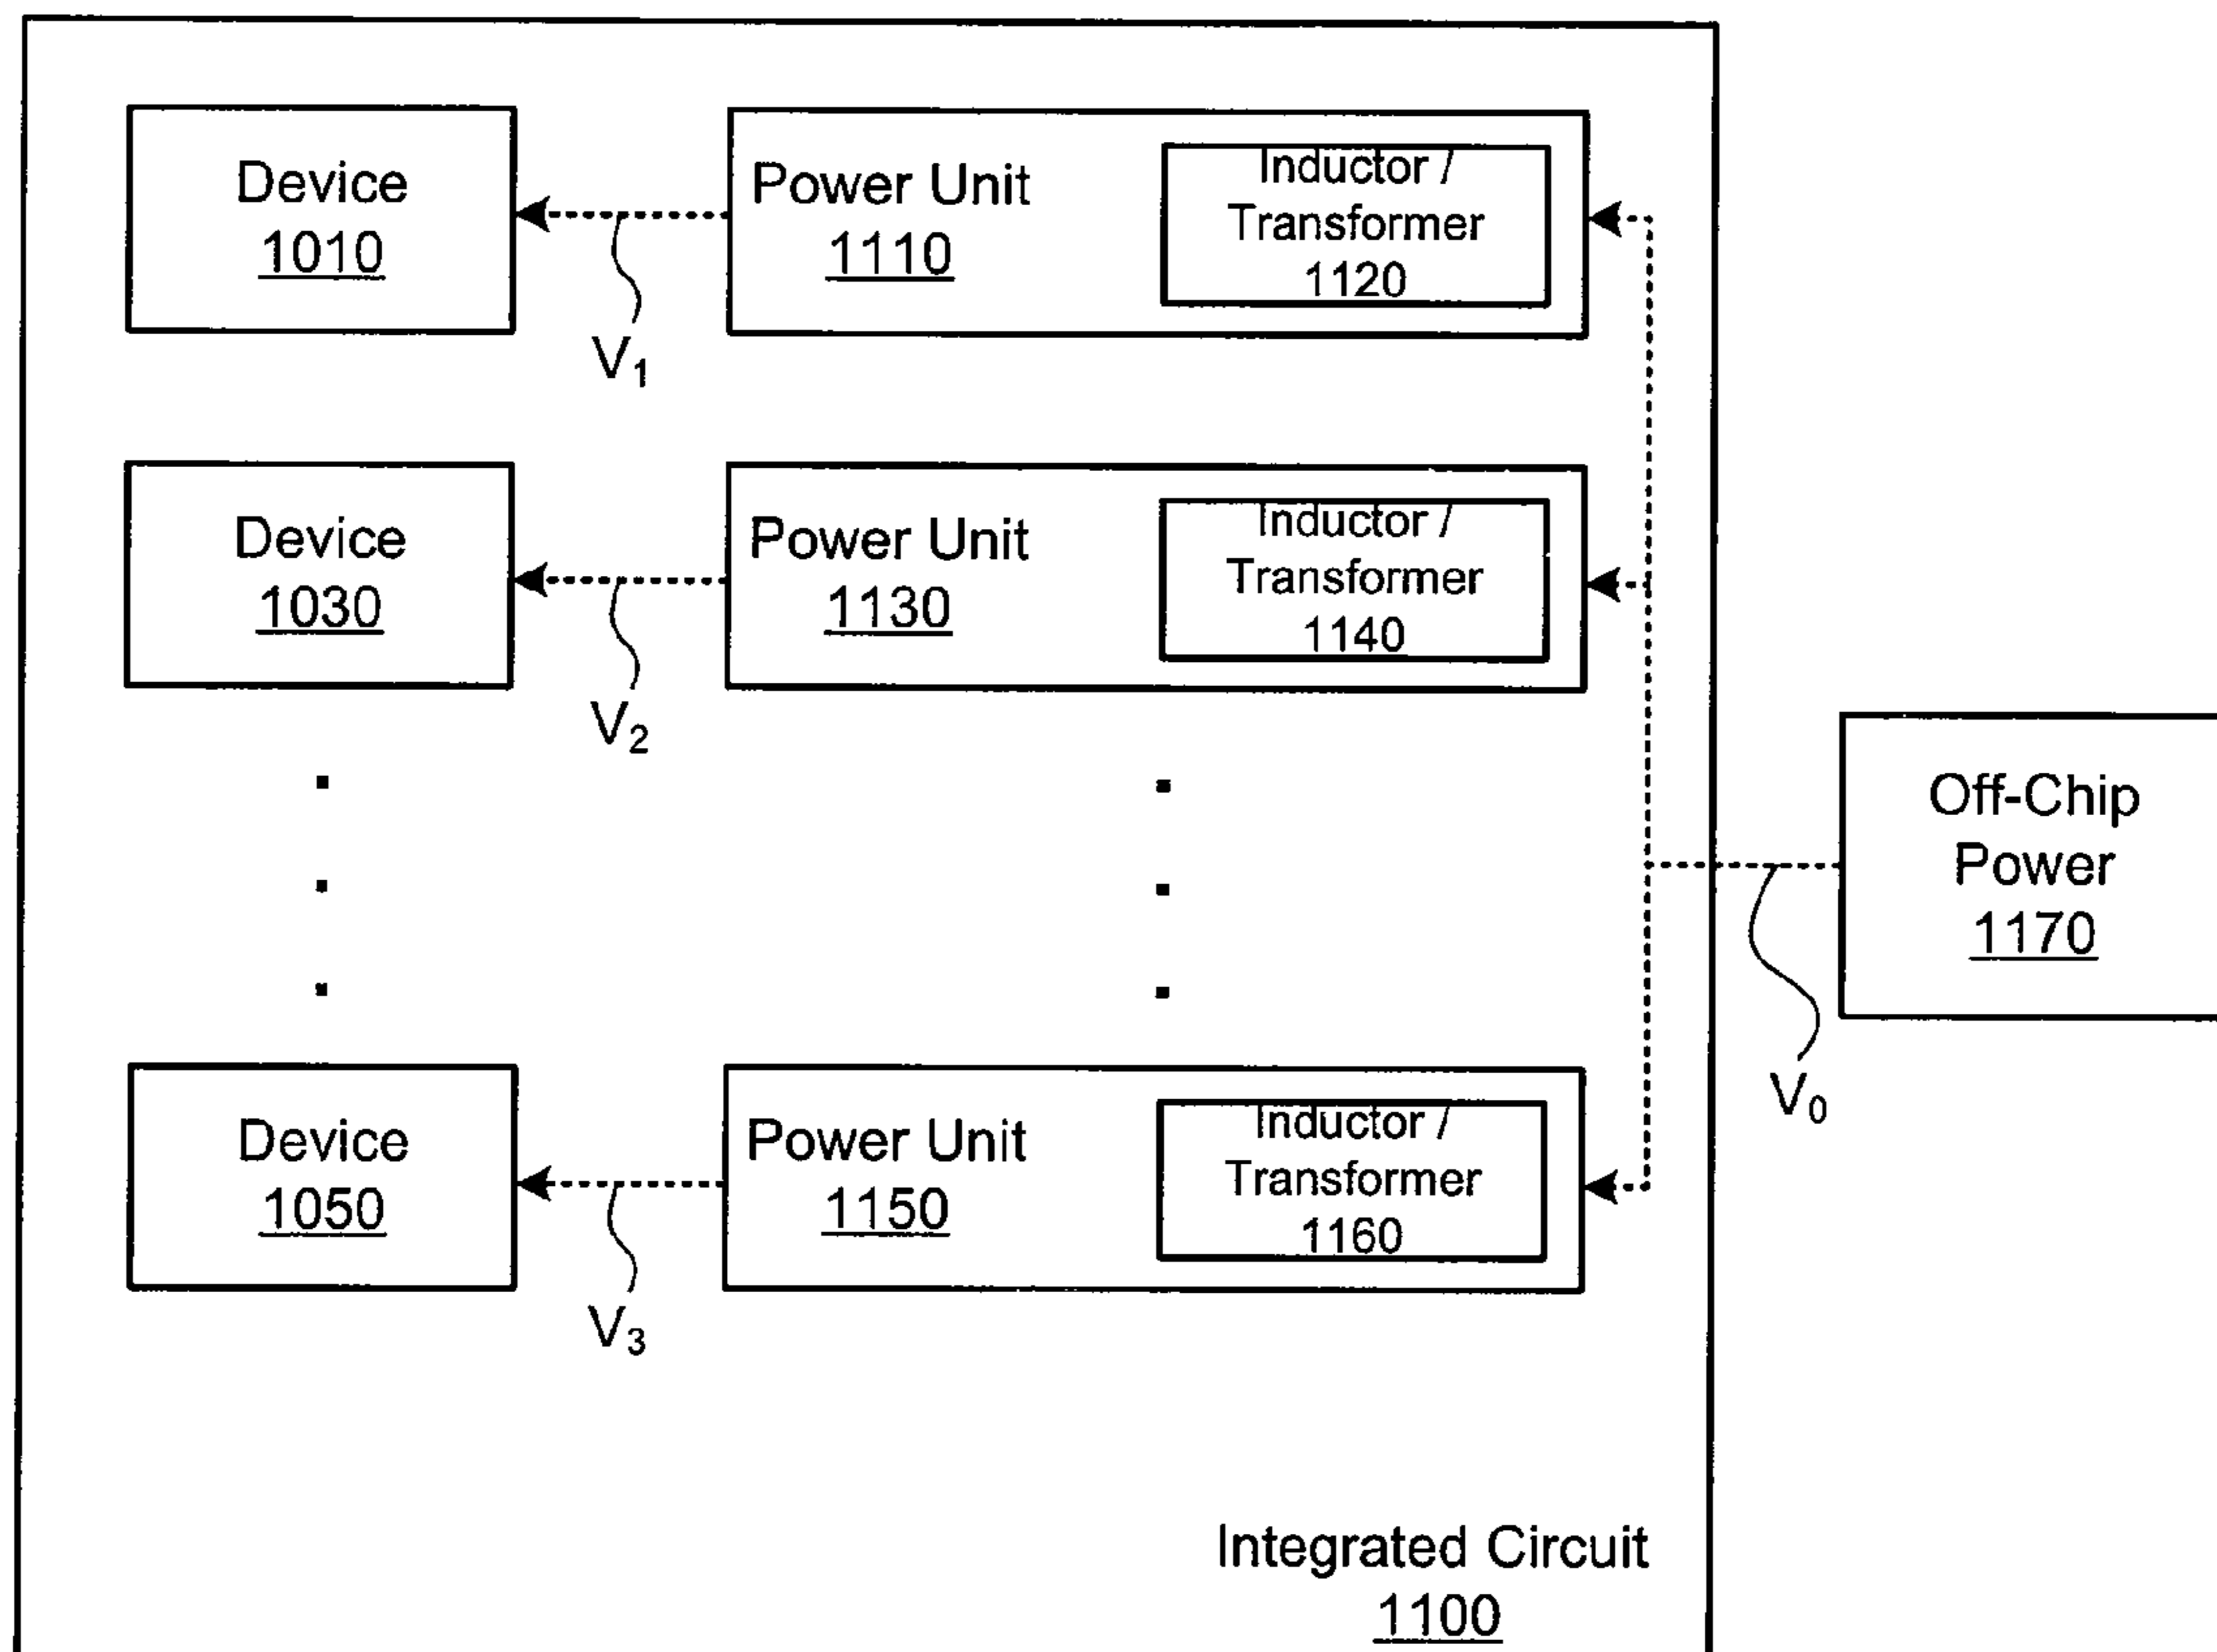 Device
1010
Power Unit
1110
Inductor /
Transformer
1120
V1
Device
1030
Power Unit
1130
Inductor /
Transformer
1140
V2
Off-Chip
Power
1170
V0
Device
1050
Power Unit
1150
Inductor /
Transformer
1160
V3
Integrated Circuit
1100